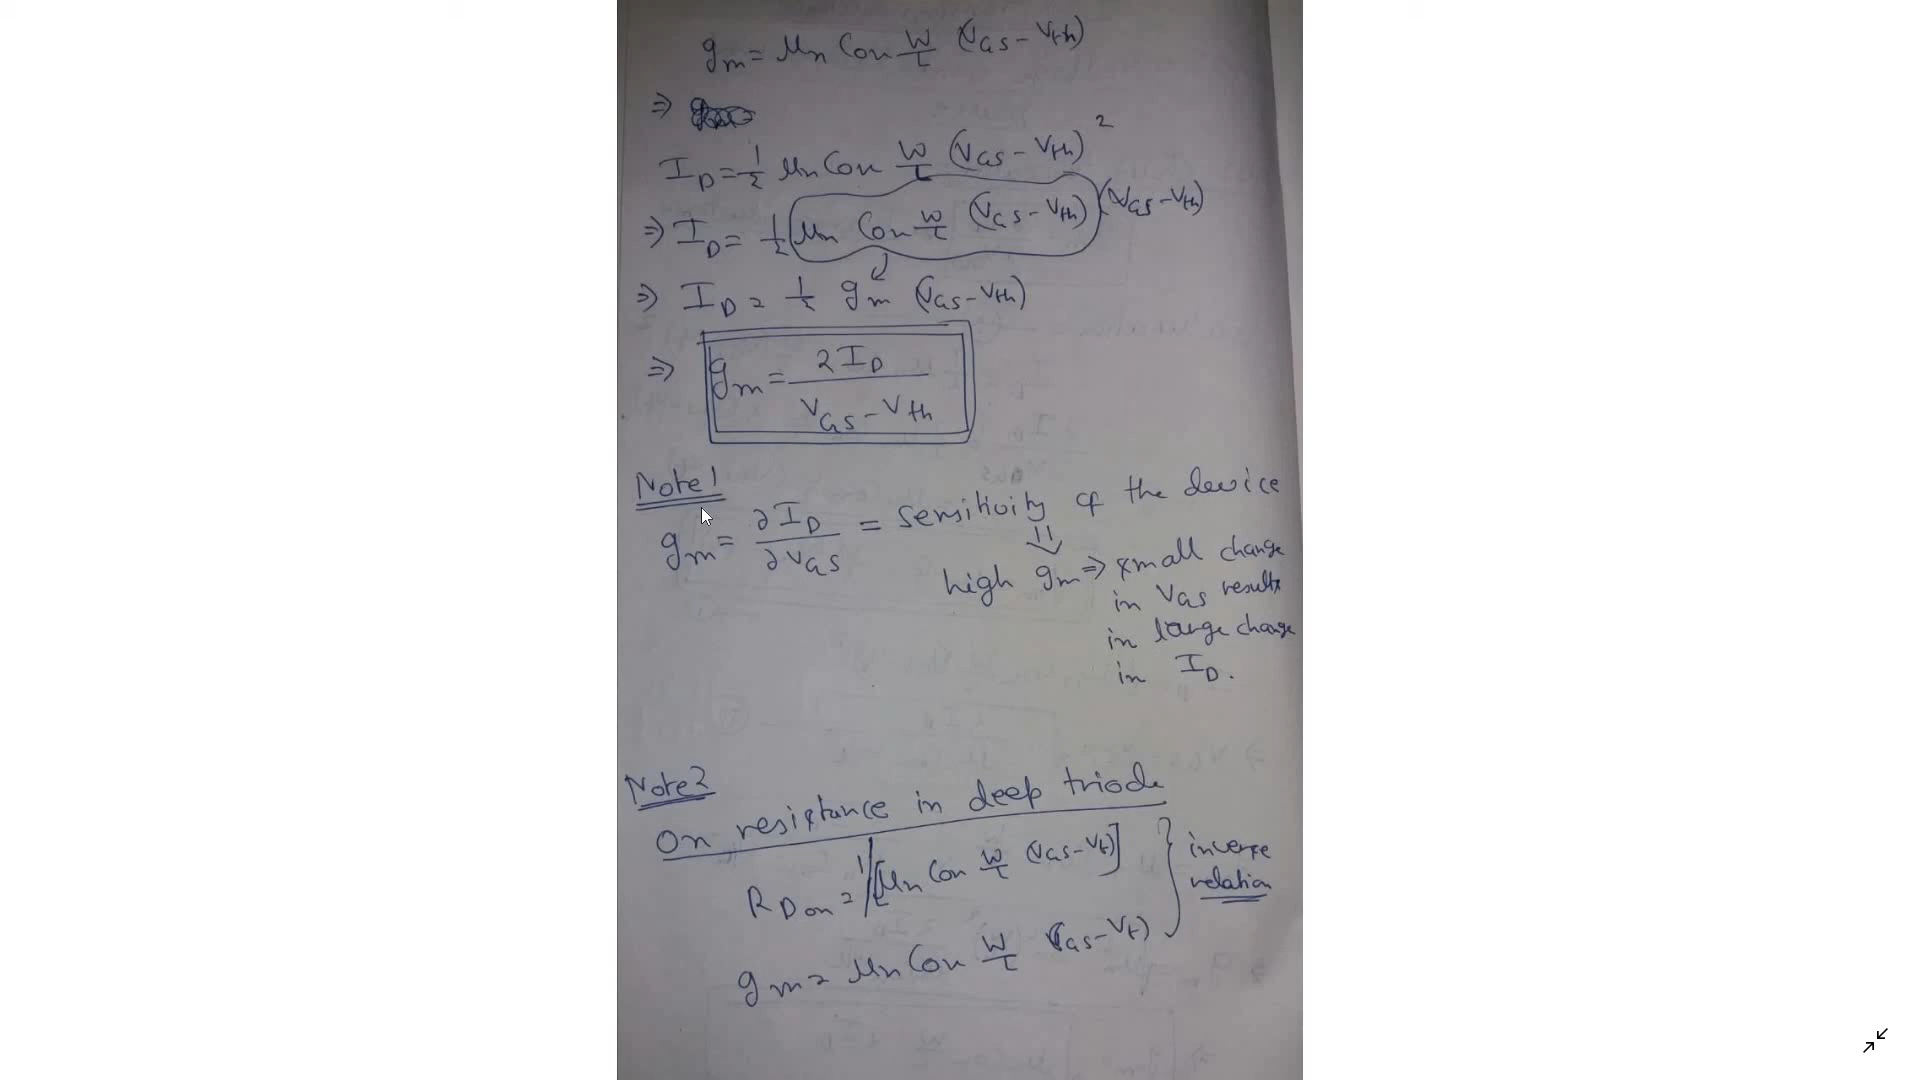 gm = μn Cox W/L (VGS - Vth)
⇒
ID = 1/2 μn Cox W/L (VGS - Vth)²
⇒ ID = 1/2 (μn Cox W/L (VGS - Vth)) (VGS - Vth)
⇒ ID = 1/2 gm (VGS - Vth)
⇒ gm = 2ID / VGS - Vth
Note 1
gm = ∂ID / ∂VGS = sensitivity of the device
⇓
high gm ⇒ small change
in VGS results
in large change
in ID.
Note 2
On resistance in deep triode
RDon = 1/[μn Cox W/L (VGS - Vt)]
gm = μn Cox W/L (VGS - Vt)
} inverse
relation